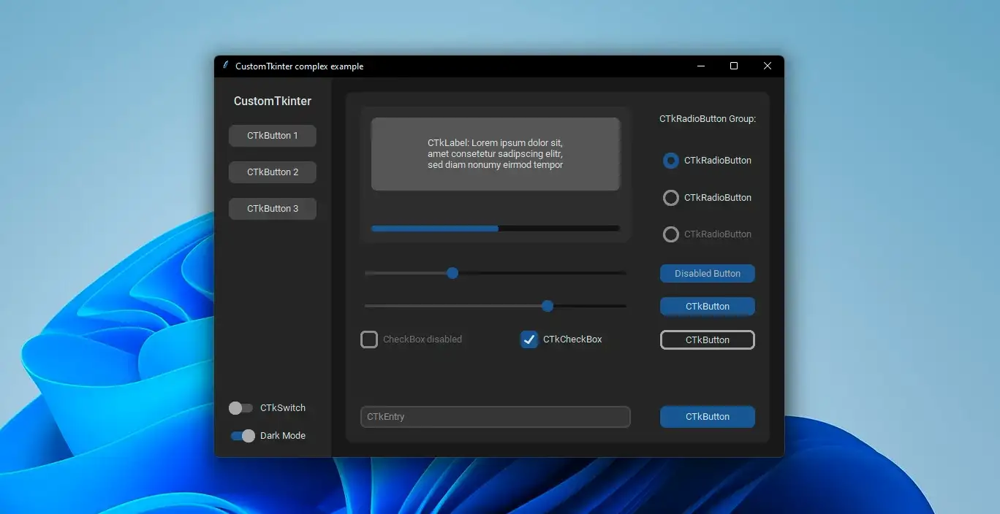 CustomTkinter complex example
CustomTkinter
CTkButton 1
CTkButton 2
CTkButton 3
CTkSwitch
Dark Mode
CTkLabel: Lorem ipsum dolor sit,
amet consetetur sadipscing elitr,
sed diam nonumy eirmod tempor
CheckBox disabled
CTkCheckBox
CTkEntry
CTkRadioButton Group:
CTkRadioButton
CTkRadioButton
CTkRadioButton
Disabled Button
CTkButton
CTkButton
CTkButton